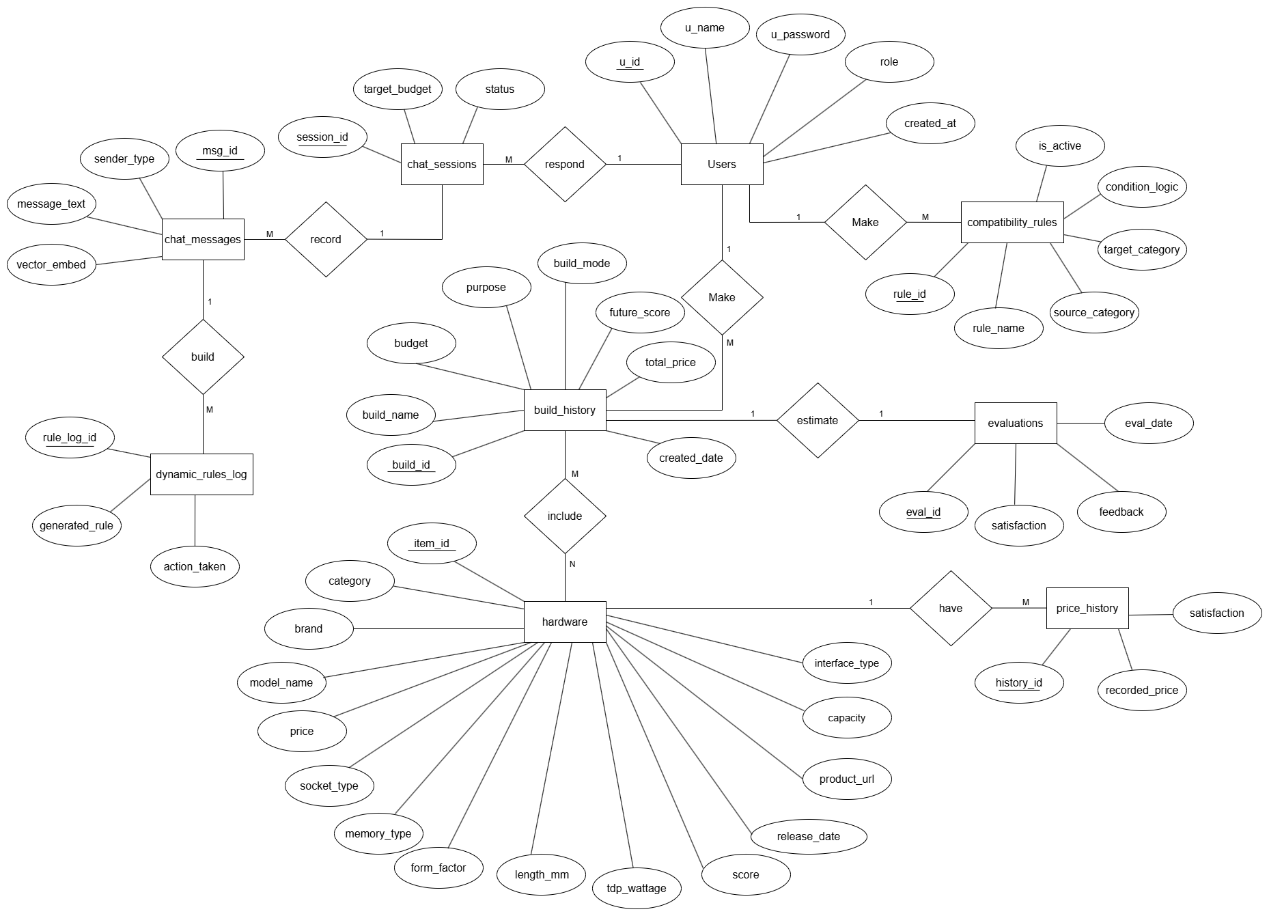 u_name
u_password
u_id
role
created_at
target_budget
status
session_id
chat_sessions
M
respond
1
Users
sender_type
msg_id
message_text
vector_embed
chat_messages
M
record
1
is_active
condition_logic
target_category
source_category
rule_name
rule_id
compatibility_rules
1
Make
M
1
Make
M
1
build
M
rule_log_id
dynamic_rules_log
generated_rule
action_taken
build_mode
purpose
future_score
budget
total_price
build_name
build_history
build_id
created_date
1
estimate
1
evaluations
eval_date
eval_id
satisfaction
feedback
M
include
N
item_id
category
brand
hardware
model_name
price
socket_type
memory_type
form_factor
length_mm
tdp_wattage
score
release_date
product_url
capacity
interface_type
1
have
M
price_history
satisfaction
history_id
recorded_price